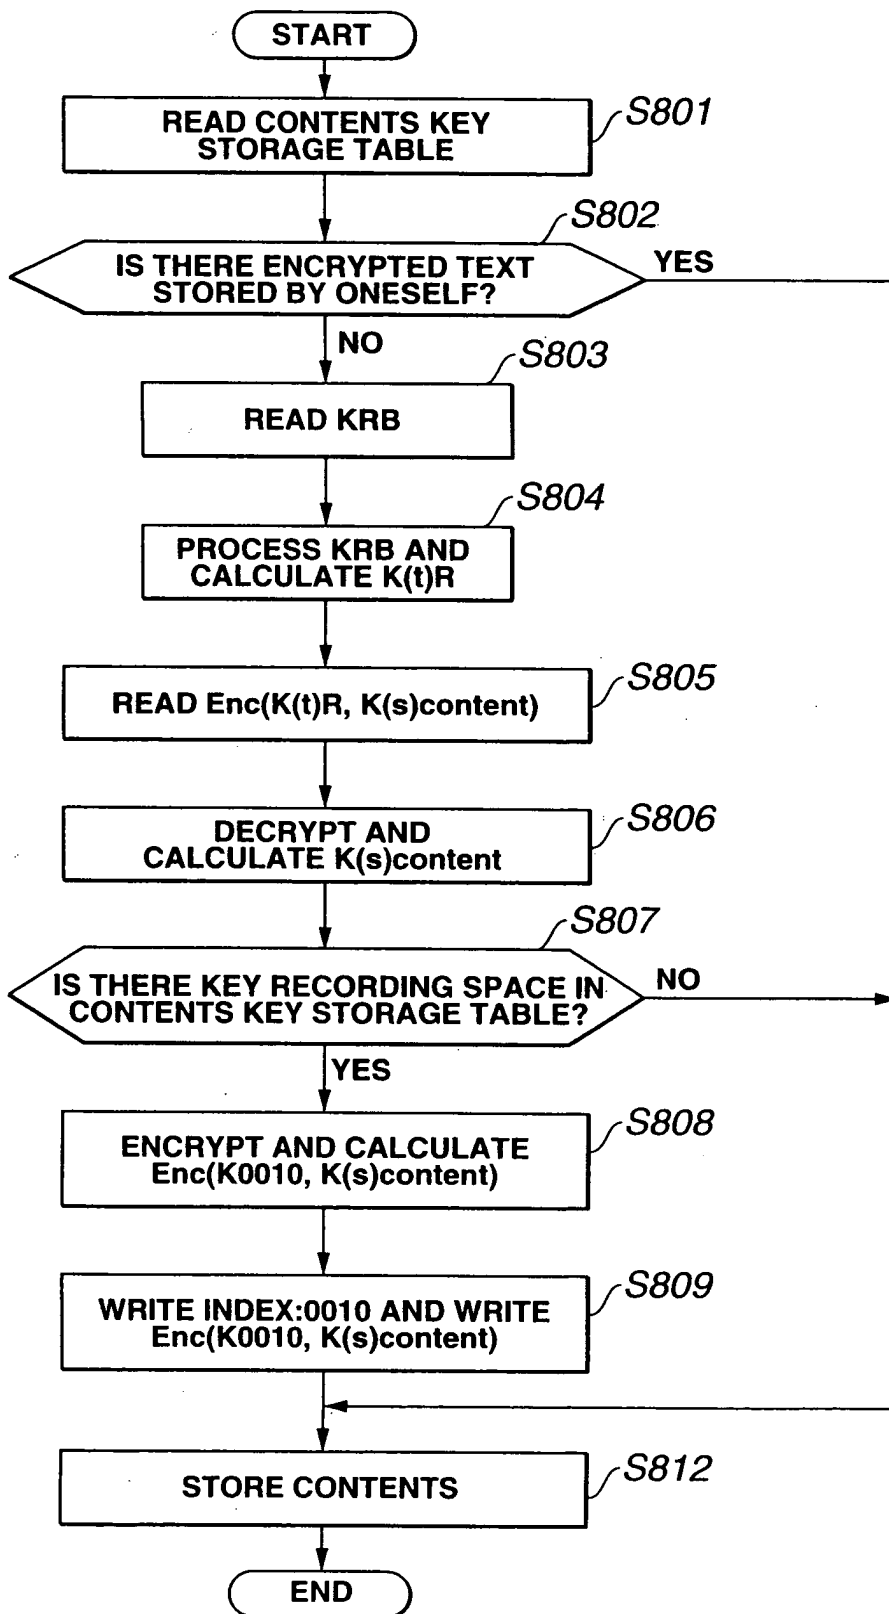 START
READ CONTENTS KEY
STORAGE TABLE
S801
IS THERE ENCRYPTED TEXT
STORED BY ONESELF?
S802
YES
NO
READ KRB
S803
PROCESS KRB AND
CALCULATE K(t)R
S804
READ Enc(K(t)R, K(s)content)
S805
DECRYPT AND
CALCULATE K(s)content
S806
IS THERE KEY RECORDING SPACE IN
CONTENTS KEY STORAGE TABLE?
S807
NO
YES
ENCRYPT AND CALCULATE
Enc(K0010, K(s)content)
S808
WRITE INDEX:0010 AND WRITE
Enc(K0010, K(s)content)
S809
STORE CONTENTS
S812
END